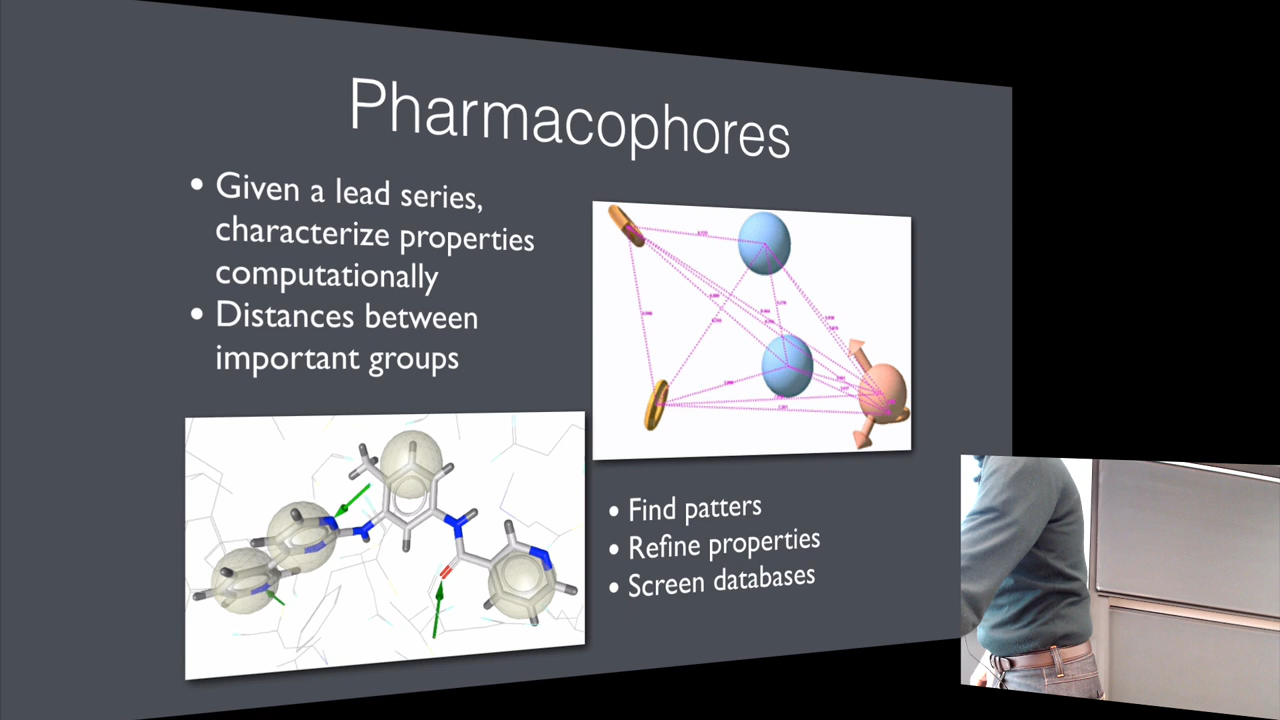 Pharmacophores
• Given a lead series,
characterize properties
computationally
• Distances between
important groups
• Find patters
• Refine properties
• Screen databases